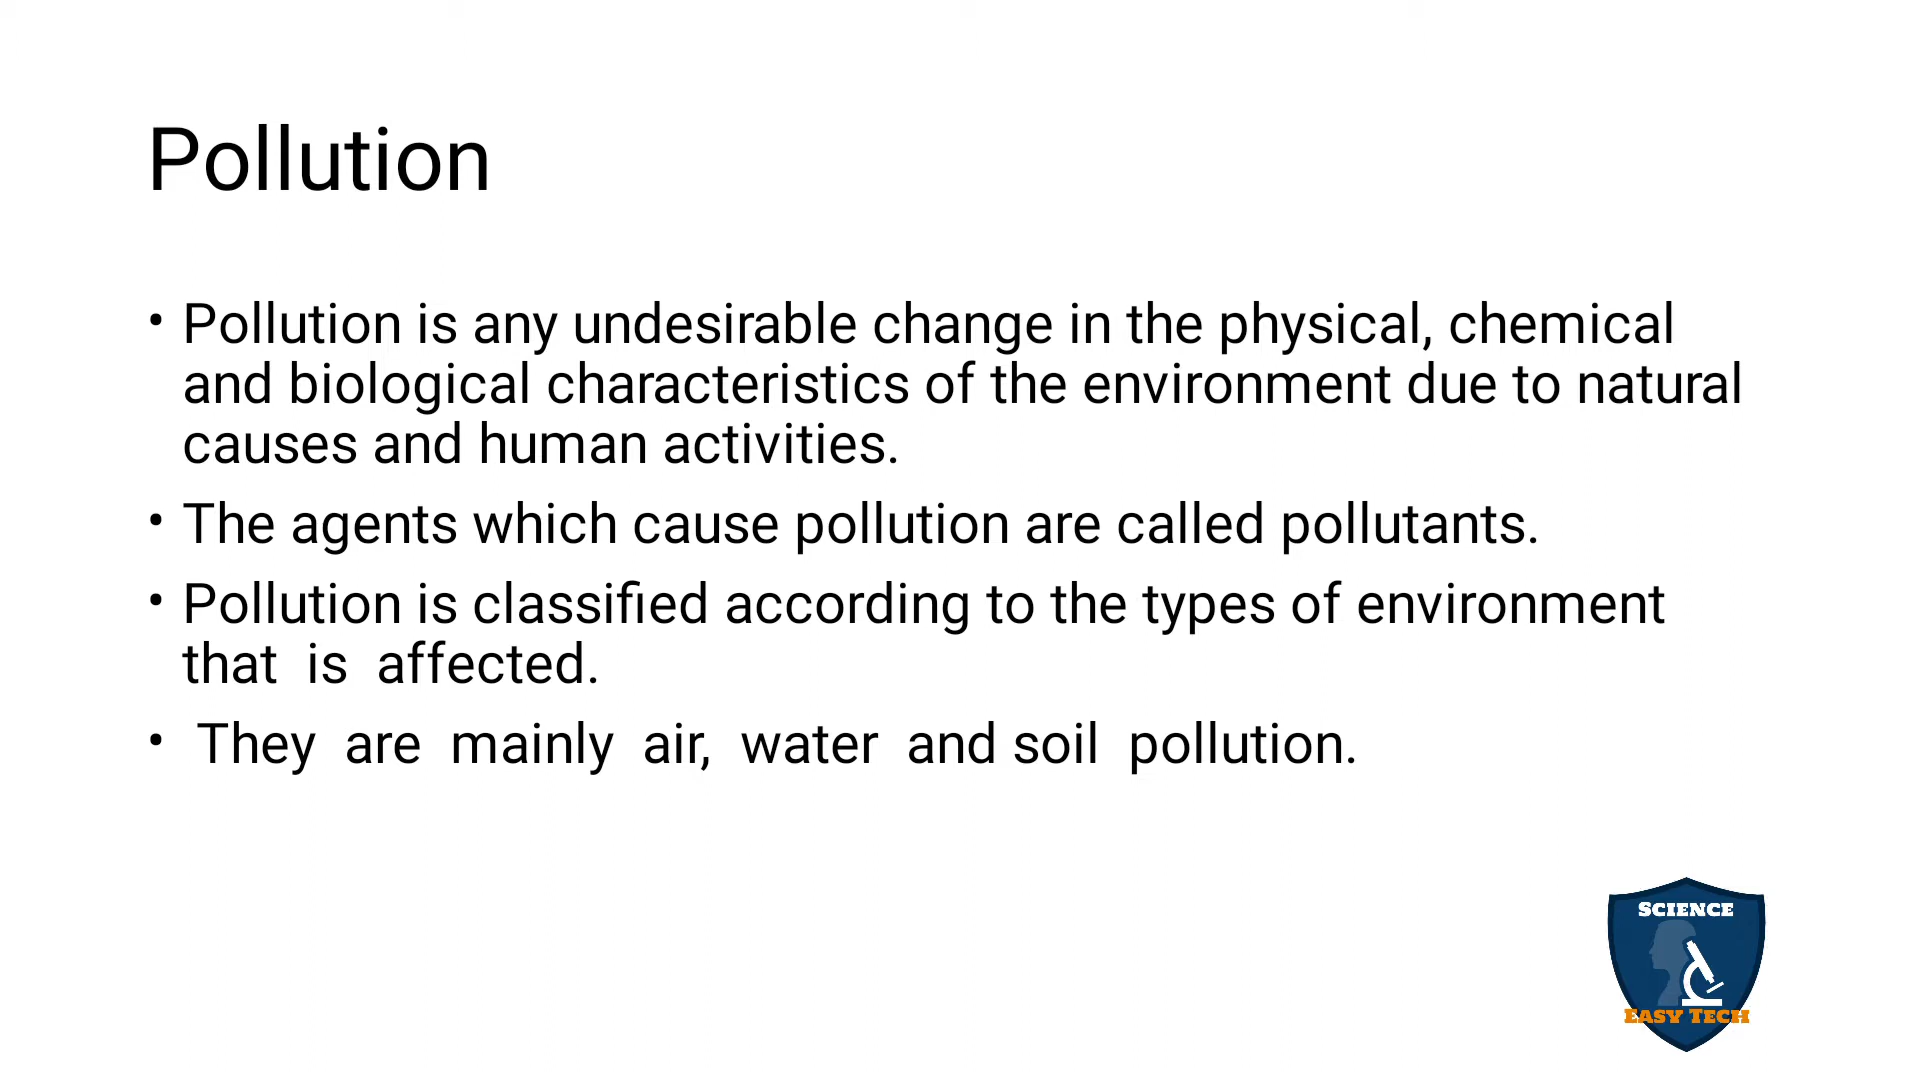 Pollution
• Pollution is any undesirable change in the physical, chemical
and biological characteristics of the environment due to natural
causes and human activities.
• The agents which cause pollution are called pollutants.
• Pollution is classified according to the types of environment
that  is  affected.
•  They  are  mainly  air,  water  and soil  pollution.
SCIENCE
EASY TECH